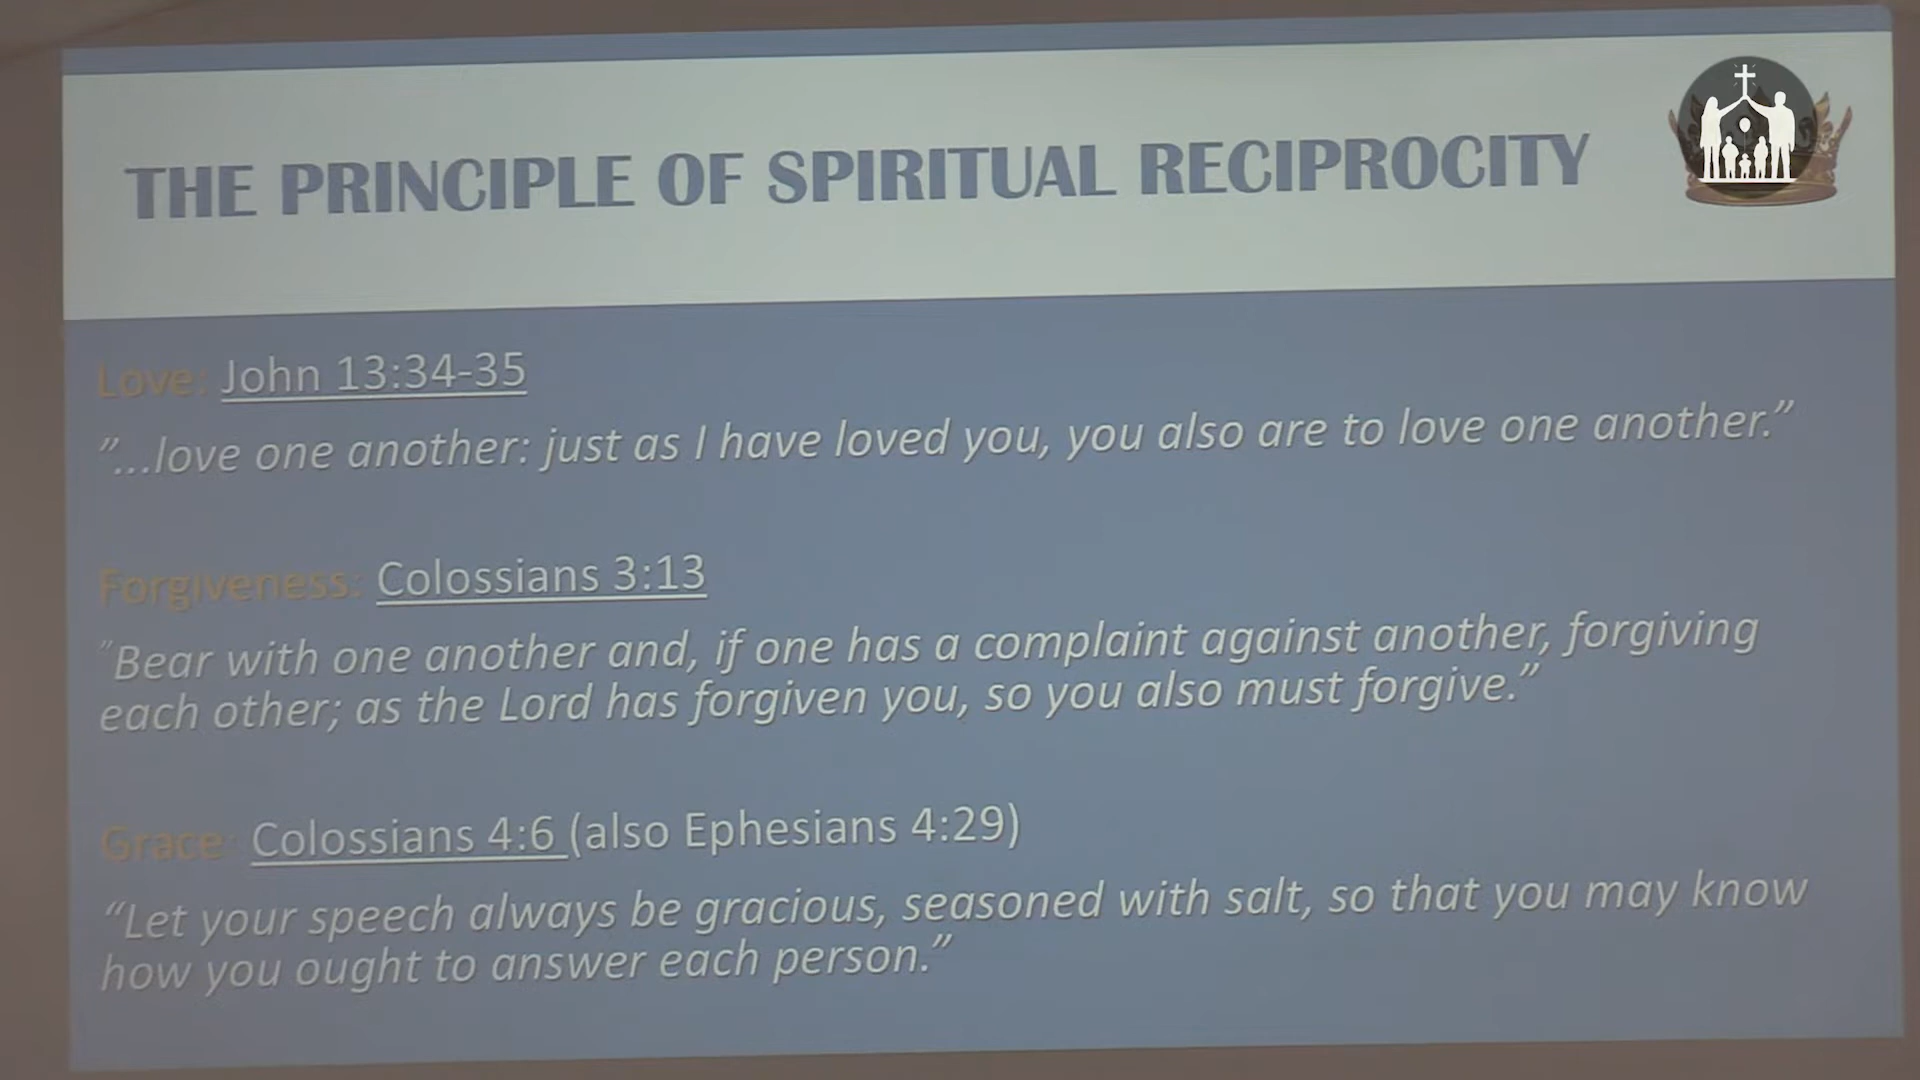 THE PRINCIPLE OF SPIRITUAL RECIPROCITY
Love: John 13:34-35
"...love one another: just as I have loved you, you also are to love one another."
Forgiveness: Colossians 3:13
"Bear with one another and, if one has a complaint against another, forgiving
each other; as the Lord has forgiven you, so you also must forgive."
Grace: Colossians 4:6 (also Ephesians 4:29)
“Let your speech always be gracious, seasoned with salt, so that you may know
how you ought to answer each person.”